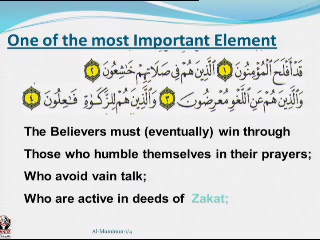 One of the most Important Element
قَدْ أَفْلَحَ الْمُؤْمِنُونَ ١ الَّذِينَ هُمْ فِي صَلَاتِهِمْ خَاشِعُونَ ٢
وَالَّذِينَ هُمْ عَنِ اللَّغْوِ مُعْرِضُونَ ٣ وَالَّذِينَ هُمْ لِلزَّكَاةِ فَاعِلُونَ ٤
The Believers must (eventually) win through
Those who humble themselves in their prayers;
Who avoid vain talk;
Who are active in deeds of Zakat;
Al-Muminun-1/4